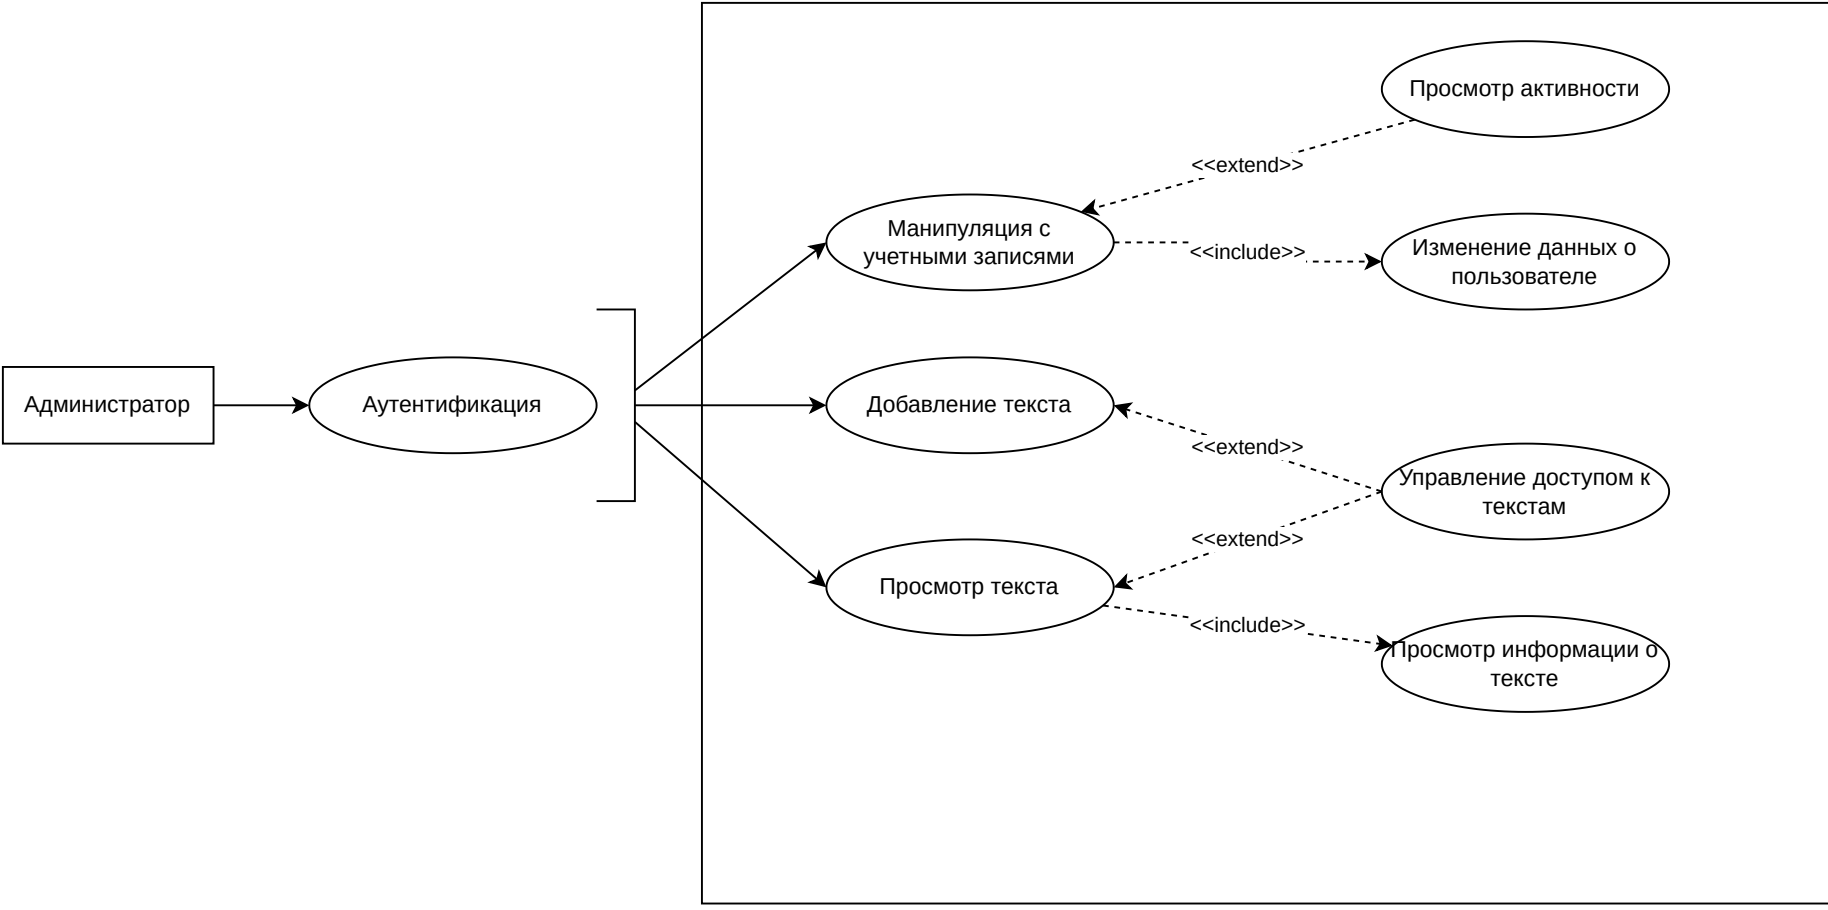 Просмотр активности
<<extend>>
Манипуляция с
учетными записями
<<include>>
Изменение данных о
пользователе
Администратор
Аутентификация
Добавление текста
<<extend>>
Управление доступом к
текстам
<<extend>>
Просмотр текста
<<include>>
Просмотр информации о
тексте